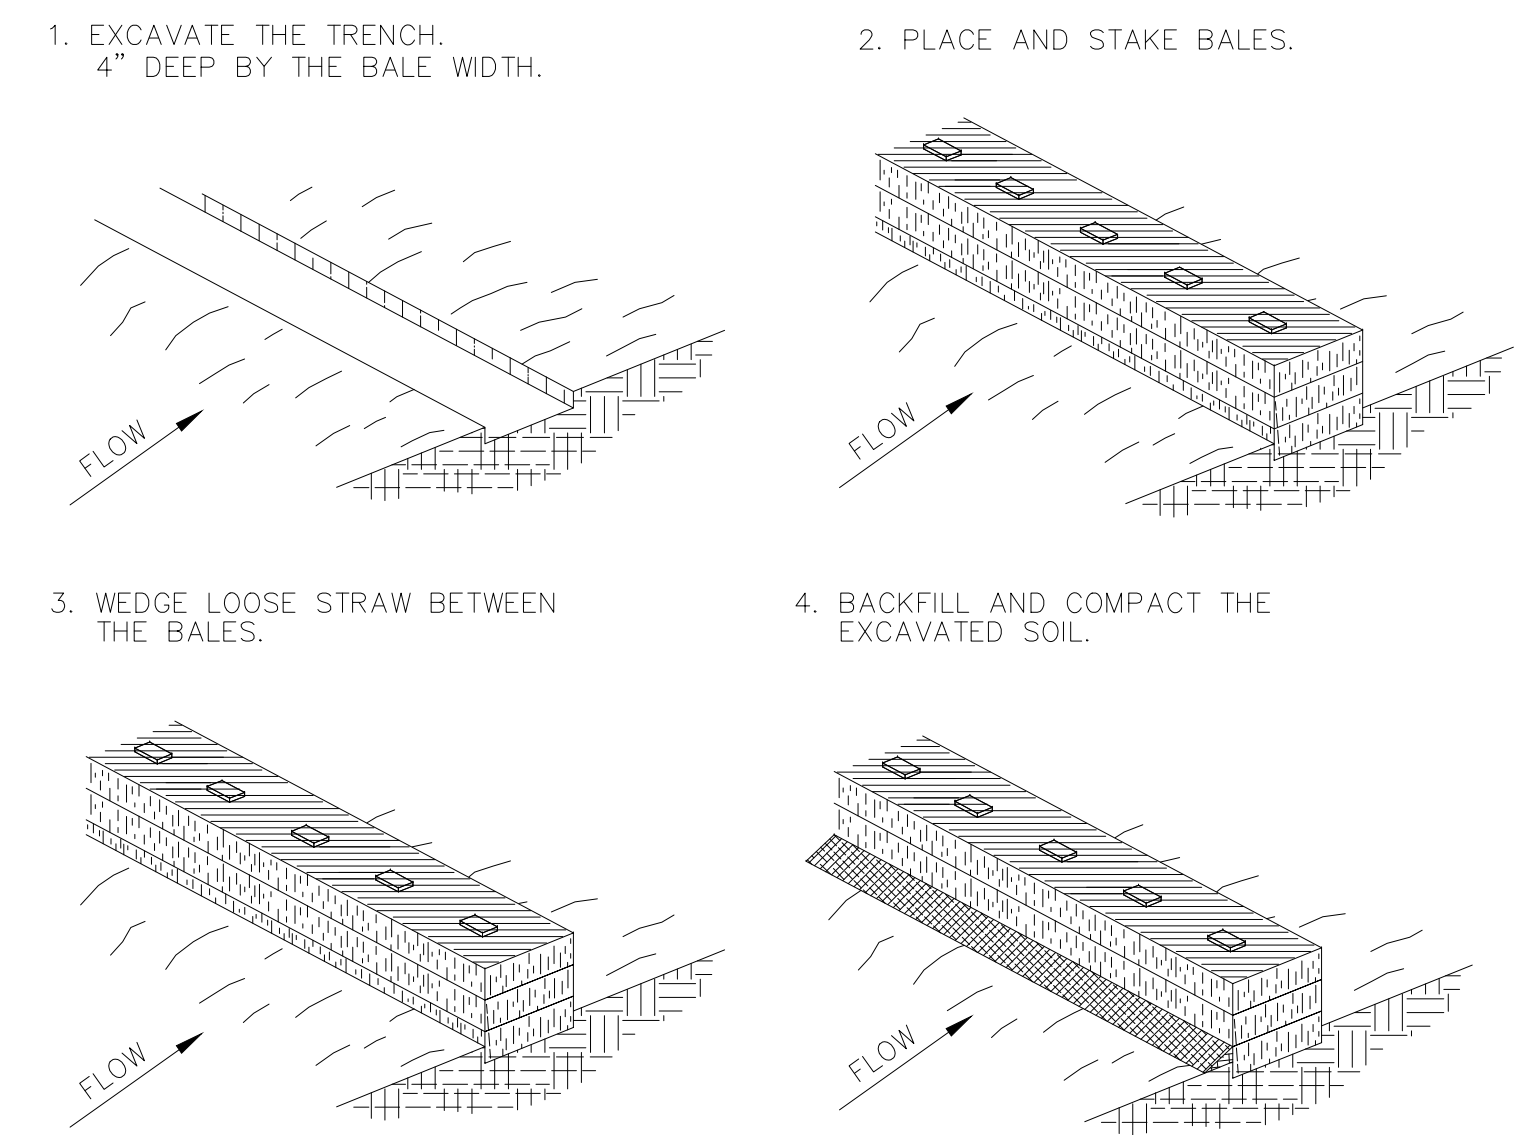 1. EXCAVATE THE TRENCH.
4” DEEP BY THE BALE WIDTH.
FLOW
2. PLACE AND STAKE BALES.
FLOW
3. WEDGE LOOSE STRAW BETWEEN
THE BALES.
FLOW
4. BACKFILL AND COMPACT THE
EXCAVATED SOIL.
FLOW